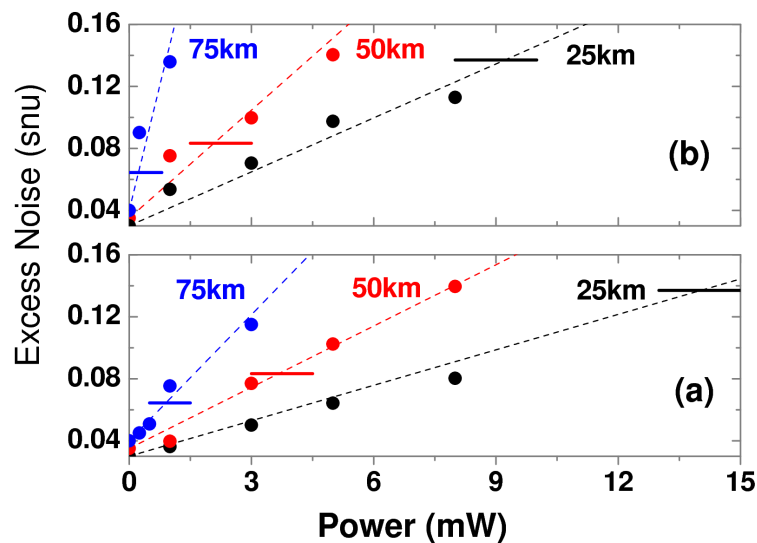 0.16
75km
50km
25km
0.12
0.08
(b)
0.04
Excess Noise (snu)
0.16
75km
50km
25km
0.12
0.08
(a)
0.04
0
3
6
9
12
15
Power (mW)